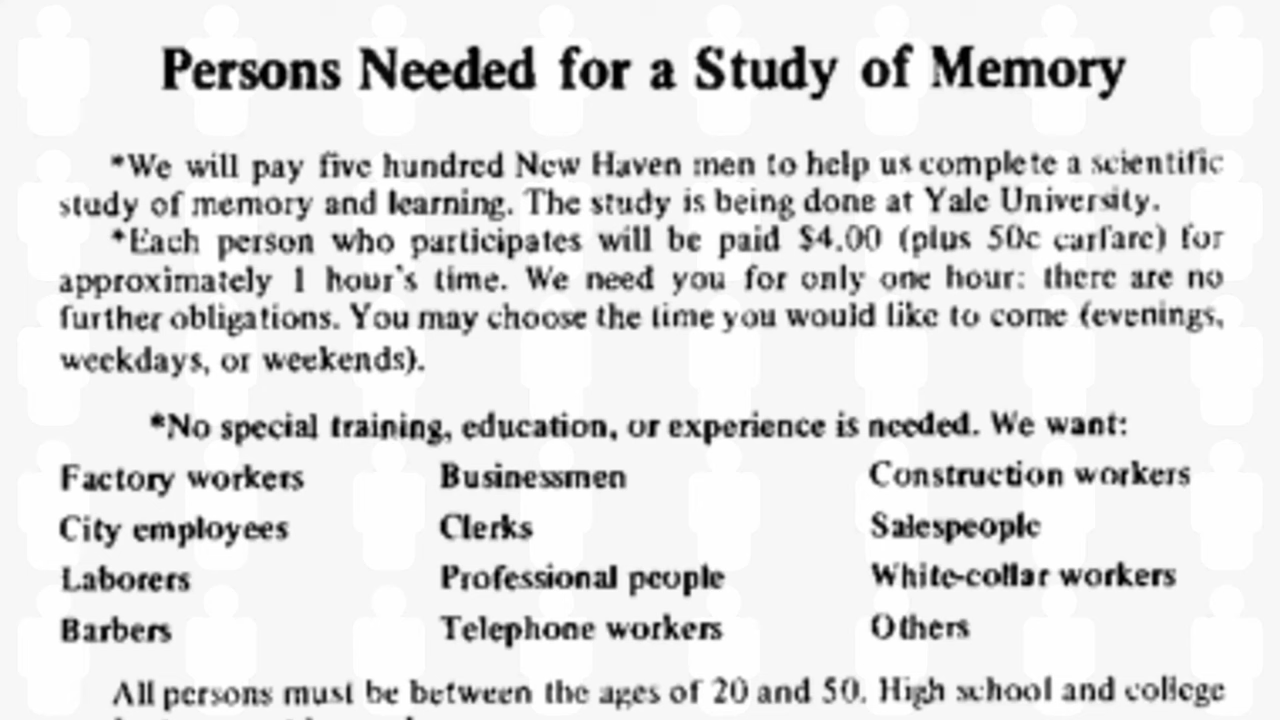 Persons Needed for a Study of Memory
*We will pay five hundred New Haven men to help us complete a scientific
study of memory and learning. The study is being done at Yale University.
*Each person who participates will be paid $4.00 (plus 50c carfare) for
approximately 1 hour's time. We need you for only one hour: there are no
further obligations. You may choose the time you would like to come (evenings,
weekdays, or weekends).
*No special training, education, or experience is needed. We want:
Factory workers Businessmen Construction workers
City employees Clerks Salespeople
Laborers Professional people White-collar workers
Barbers Telephone workers Others
All persons must be between the ages of 20 and 50. High school and college